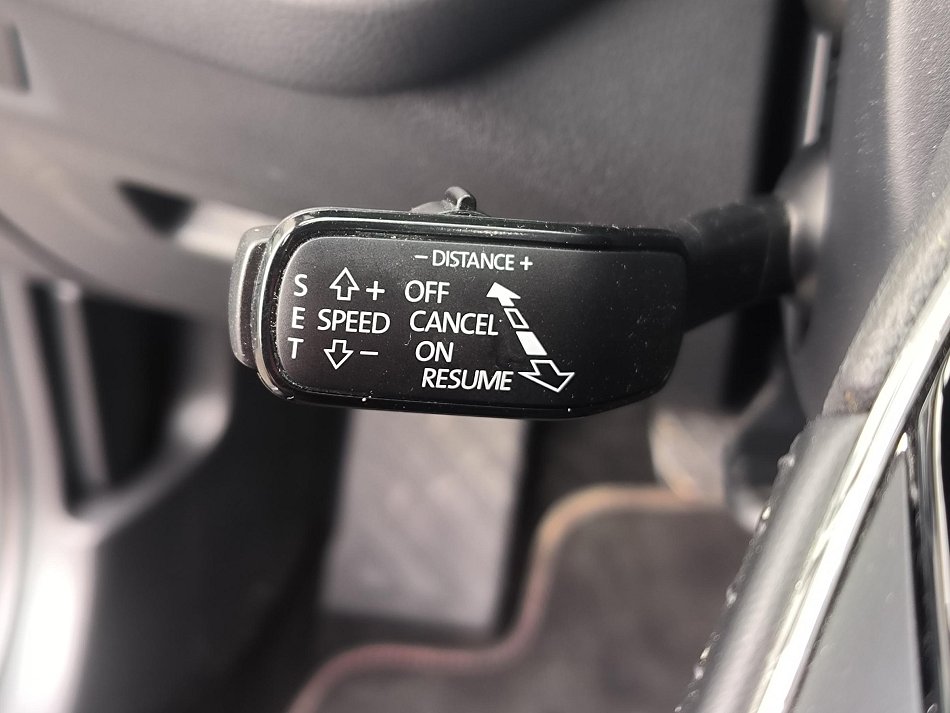 − DISTANCE +
S + OFF
E SPEED CANCEL
T − ON
RESUME